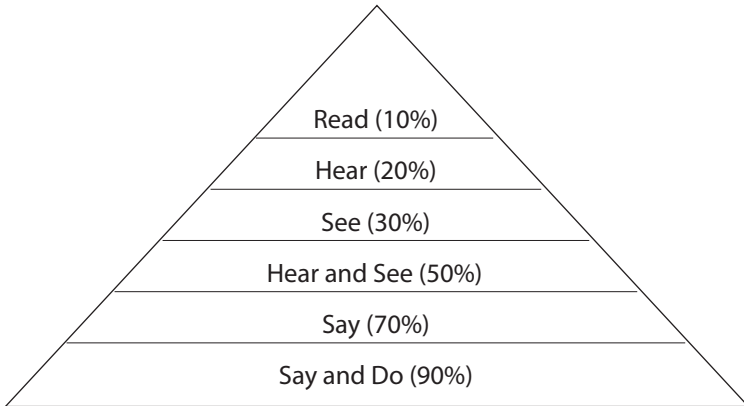 Read (10%)
Hear (20%)
See (30%)
Hear and See (50%)
Say (70%)
Say and Do (90%)